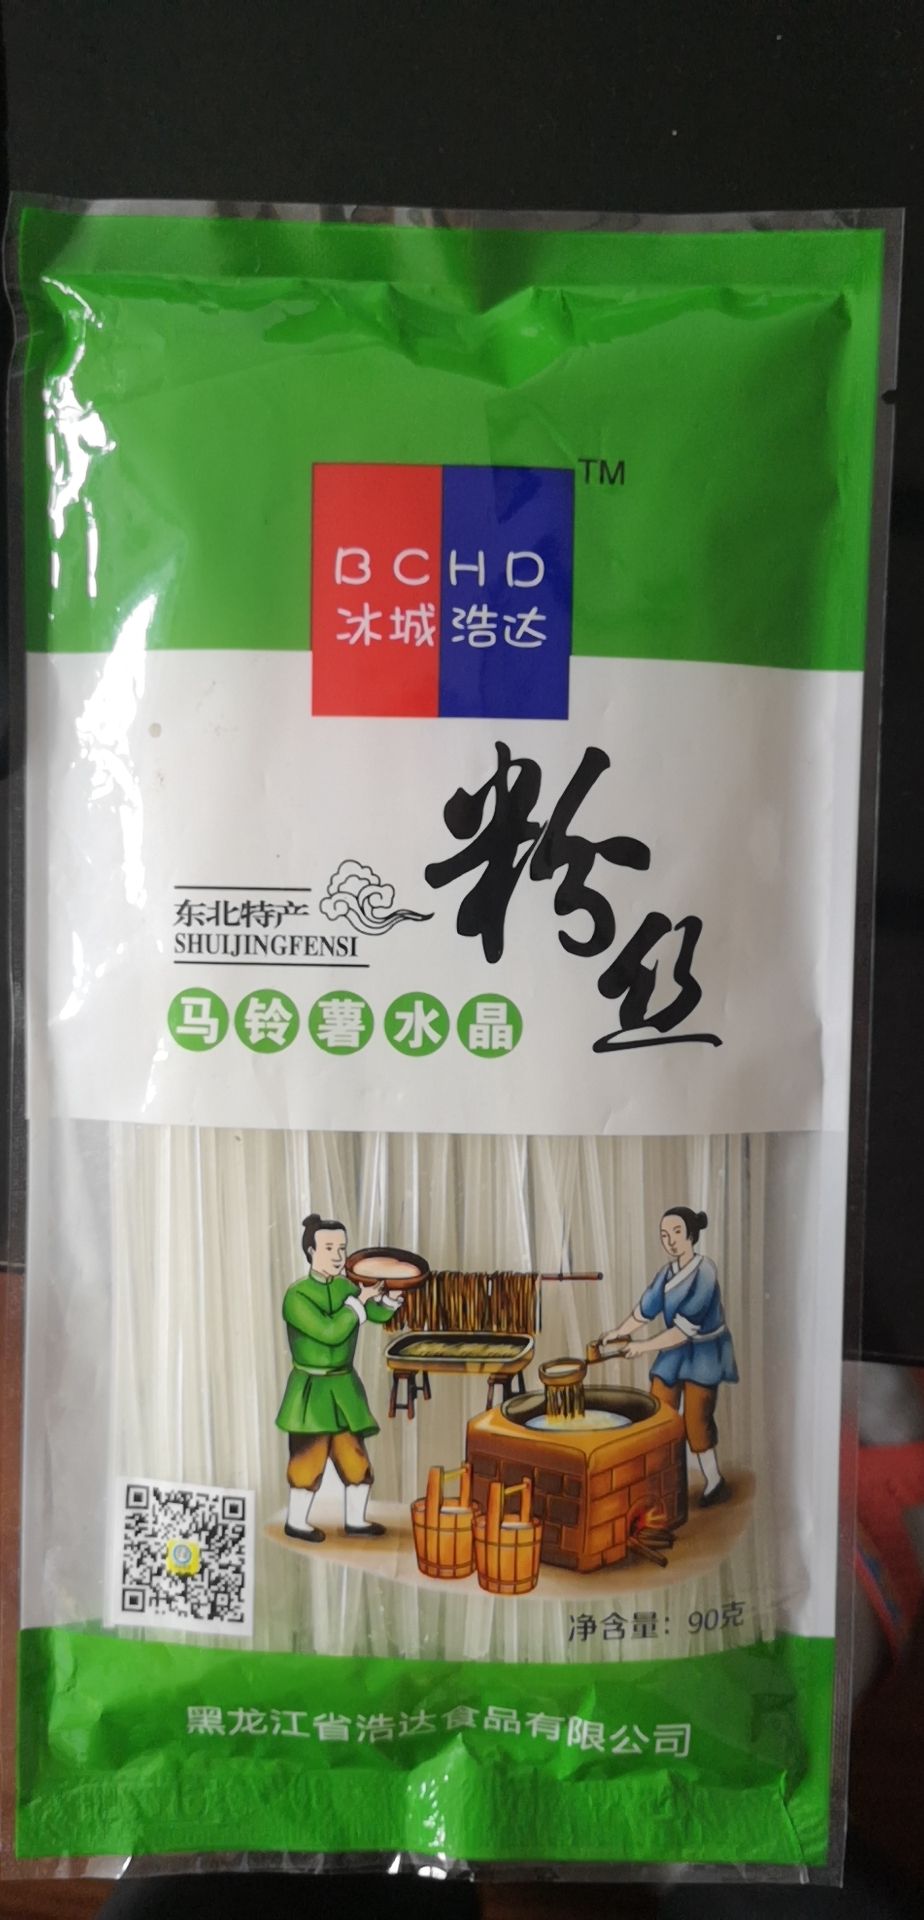 TM
BCHD
冰城浩达
粉丝
东北特产
SHUIJINGFENSI
马铃薯水晶
净含量：90克
黑龙江省浩达食品有限公司